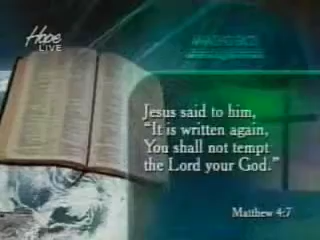 Hope
LIVE
Jesus said to him,
"It is written again,
You shall not tempt
the Lord your God."
Matthew 4:7